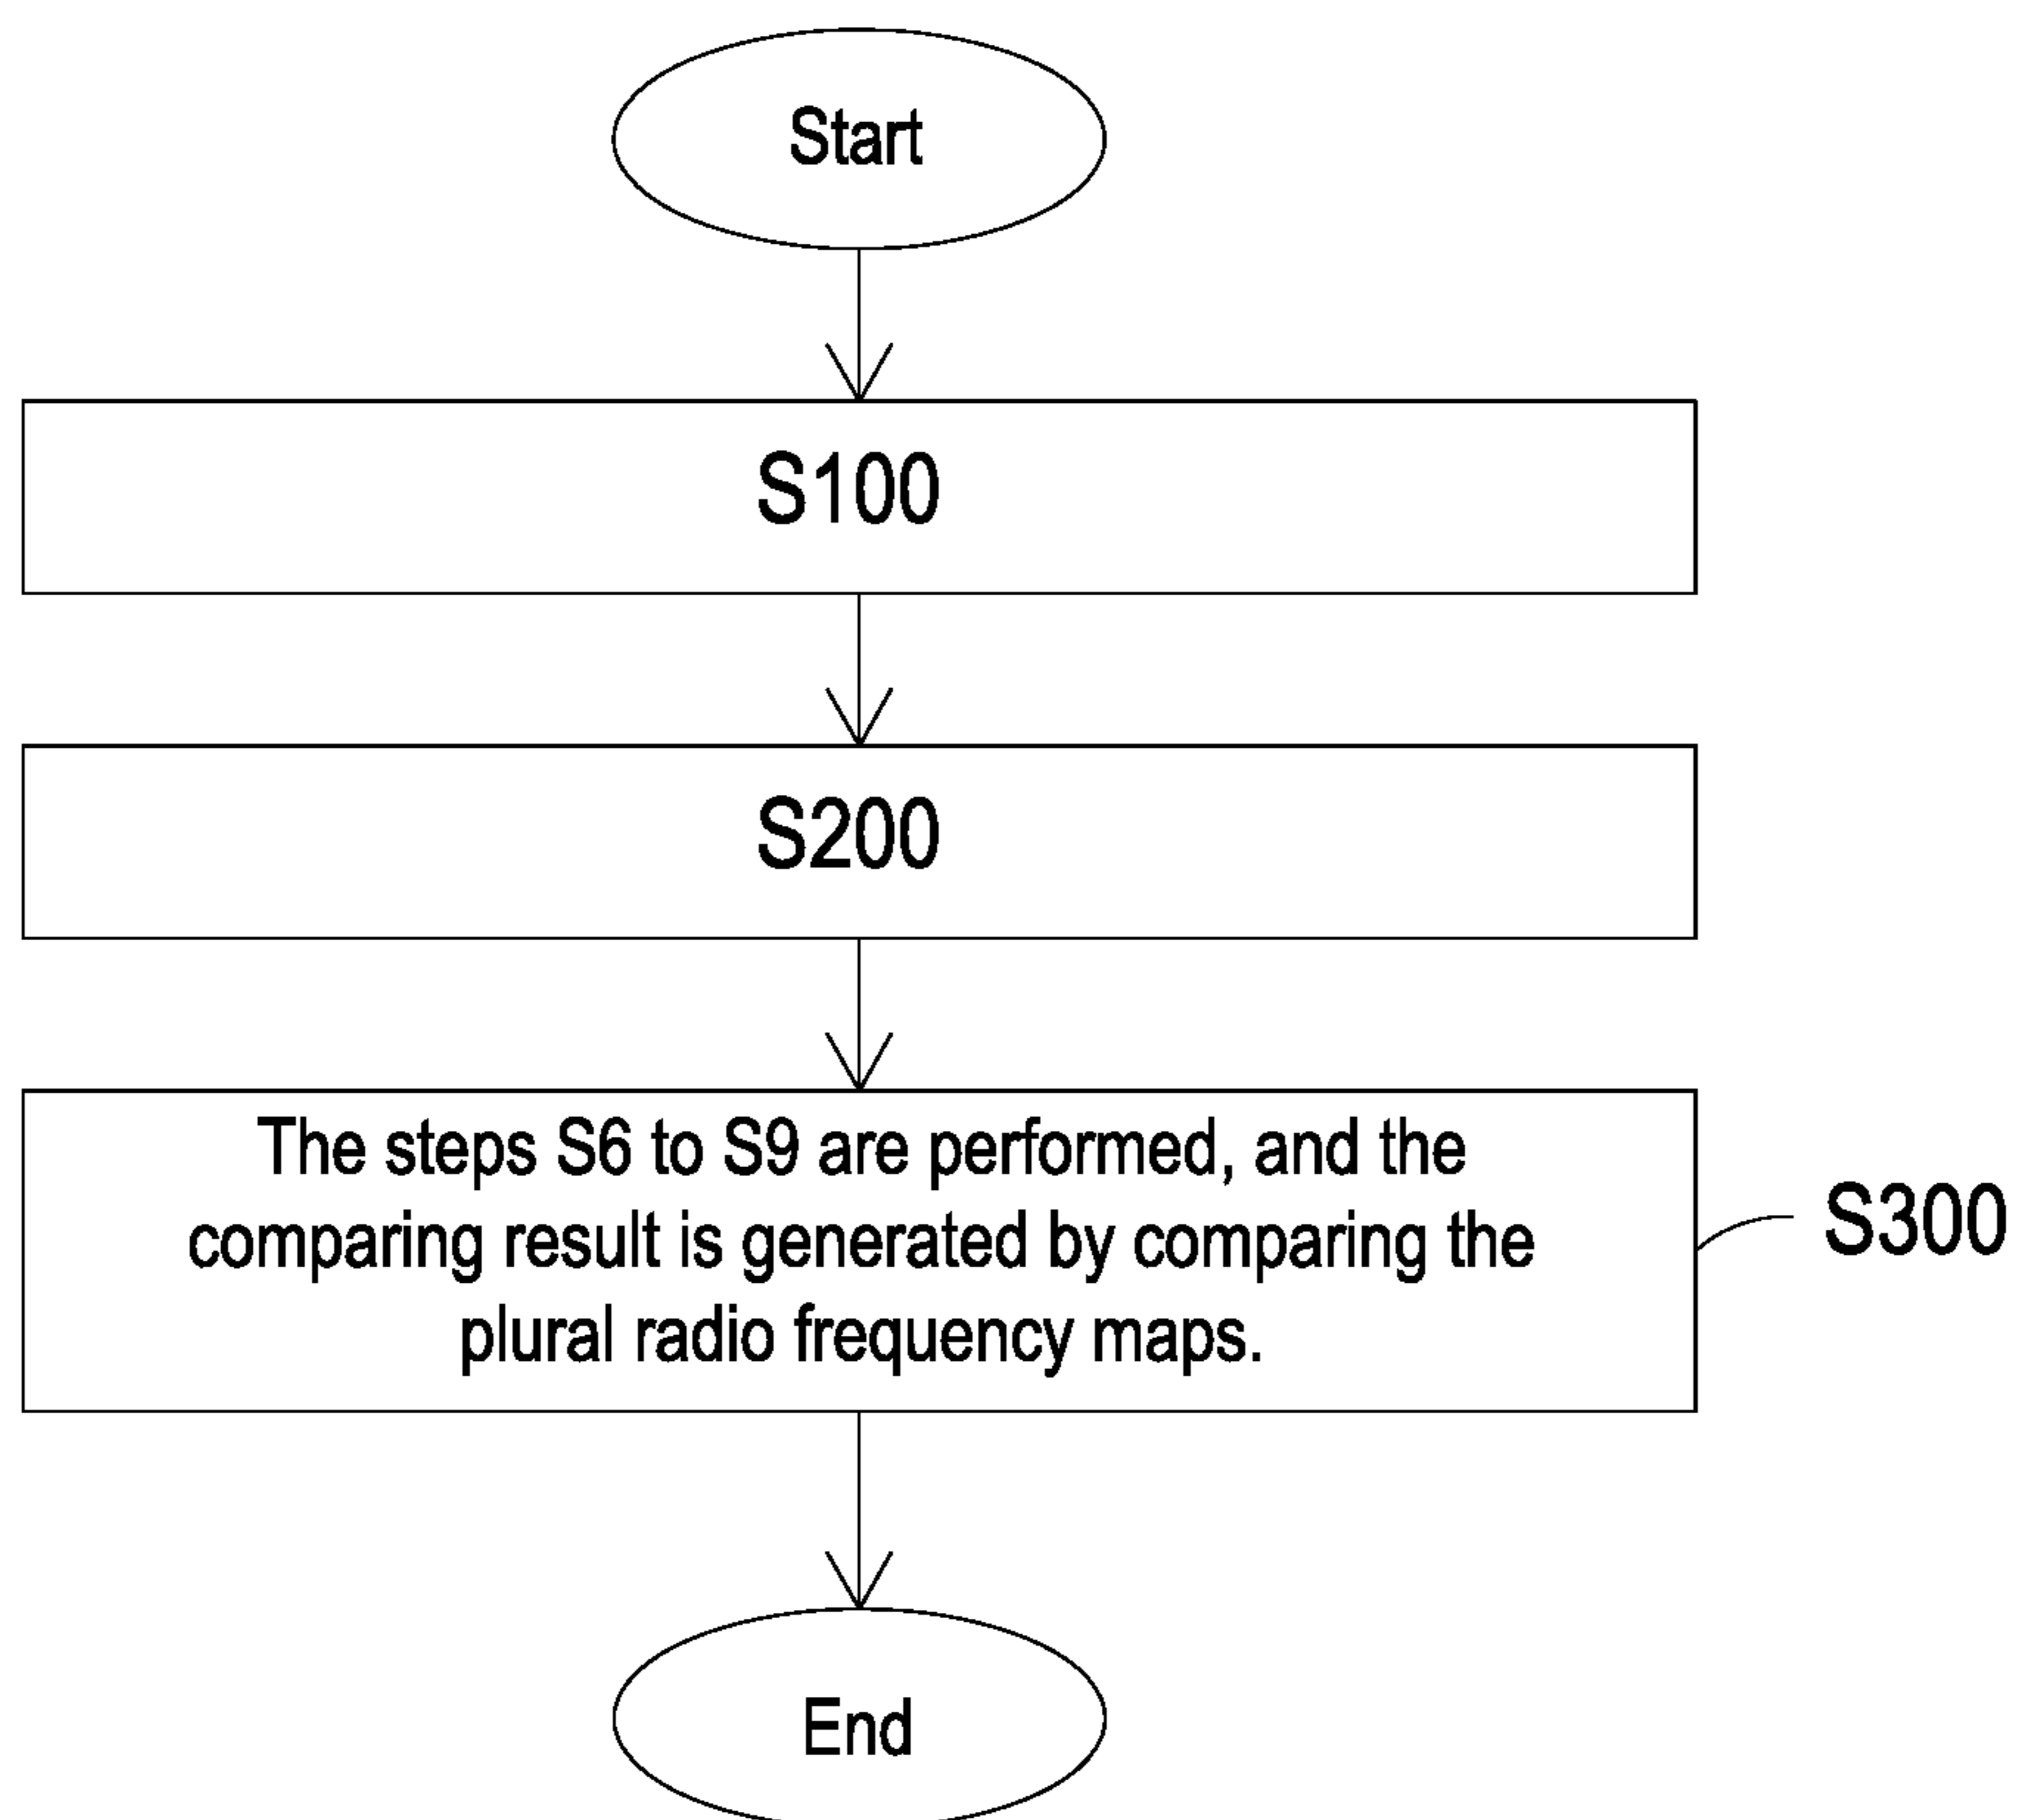 Start
S100
S200
The steps S6 to S9 are performed, and the
comparing result is generated by comparing the
plural radio frequency maps.
S300
End